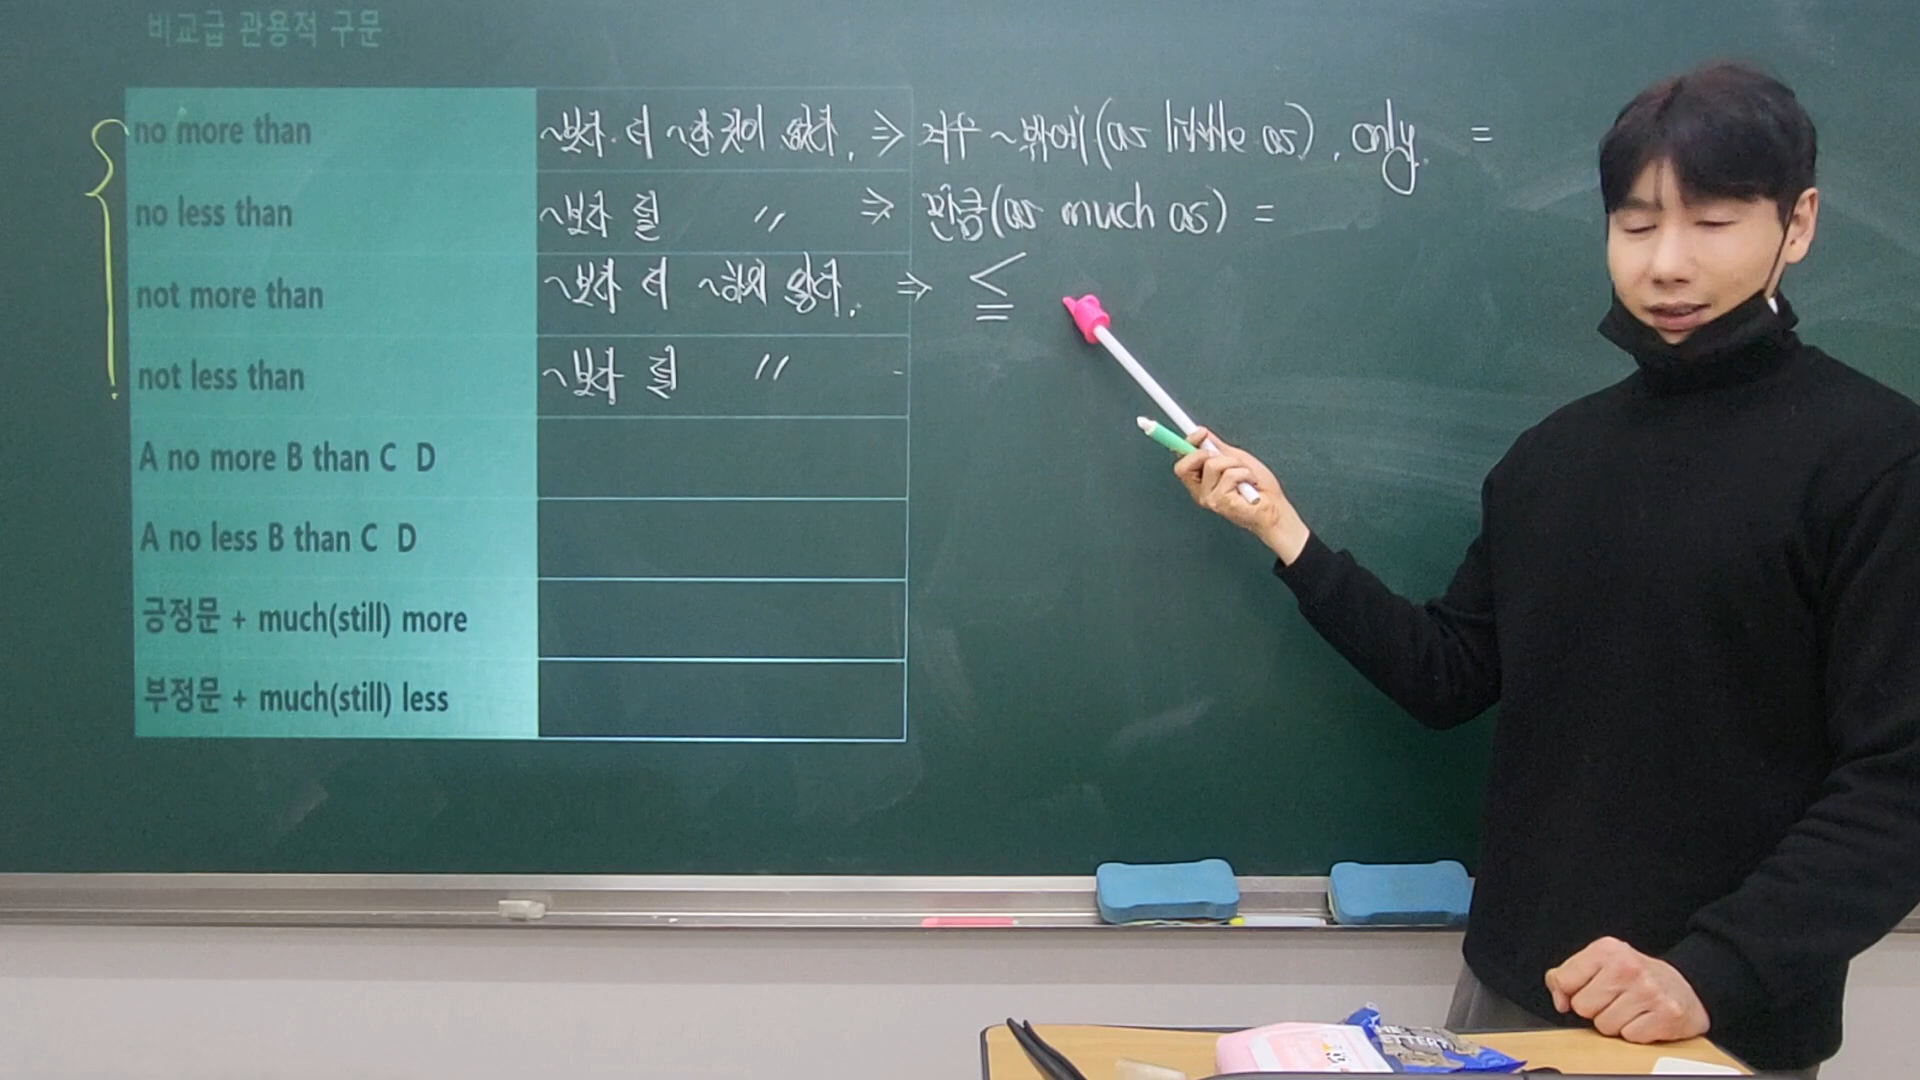 비교급 관용적 구문
no more than ~보다 더 ~한 것이 없다. ⇒ 겨우 ~밖에 (as little as), only =
no less than ~보다 덜 〃 ⇒ 만큼(as much as) =
not more than ~보다 더 ~하지 않다. ⇒ ≦
not less than ~보다 덜 〃
A no more B than C D
A no less B than C D
긍정문 + much(still) more
부정문 + much(still) less